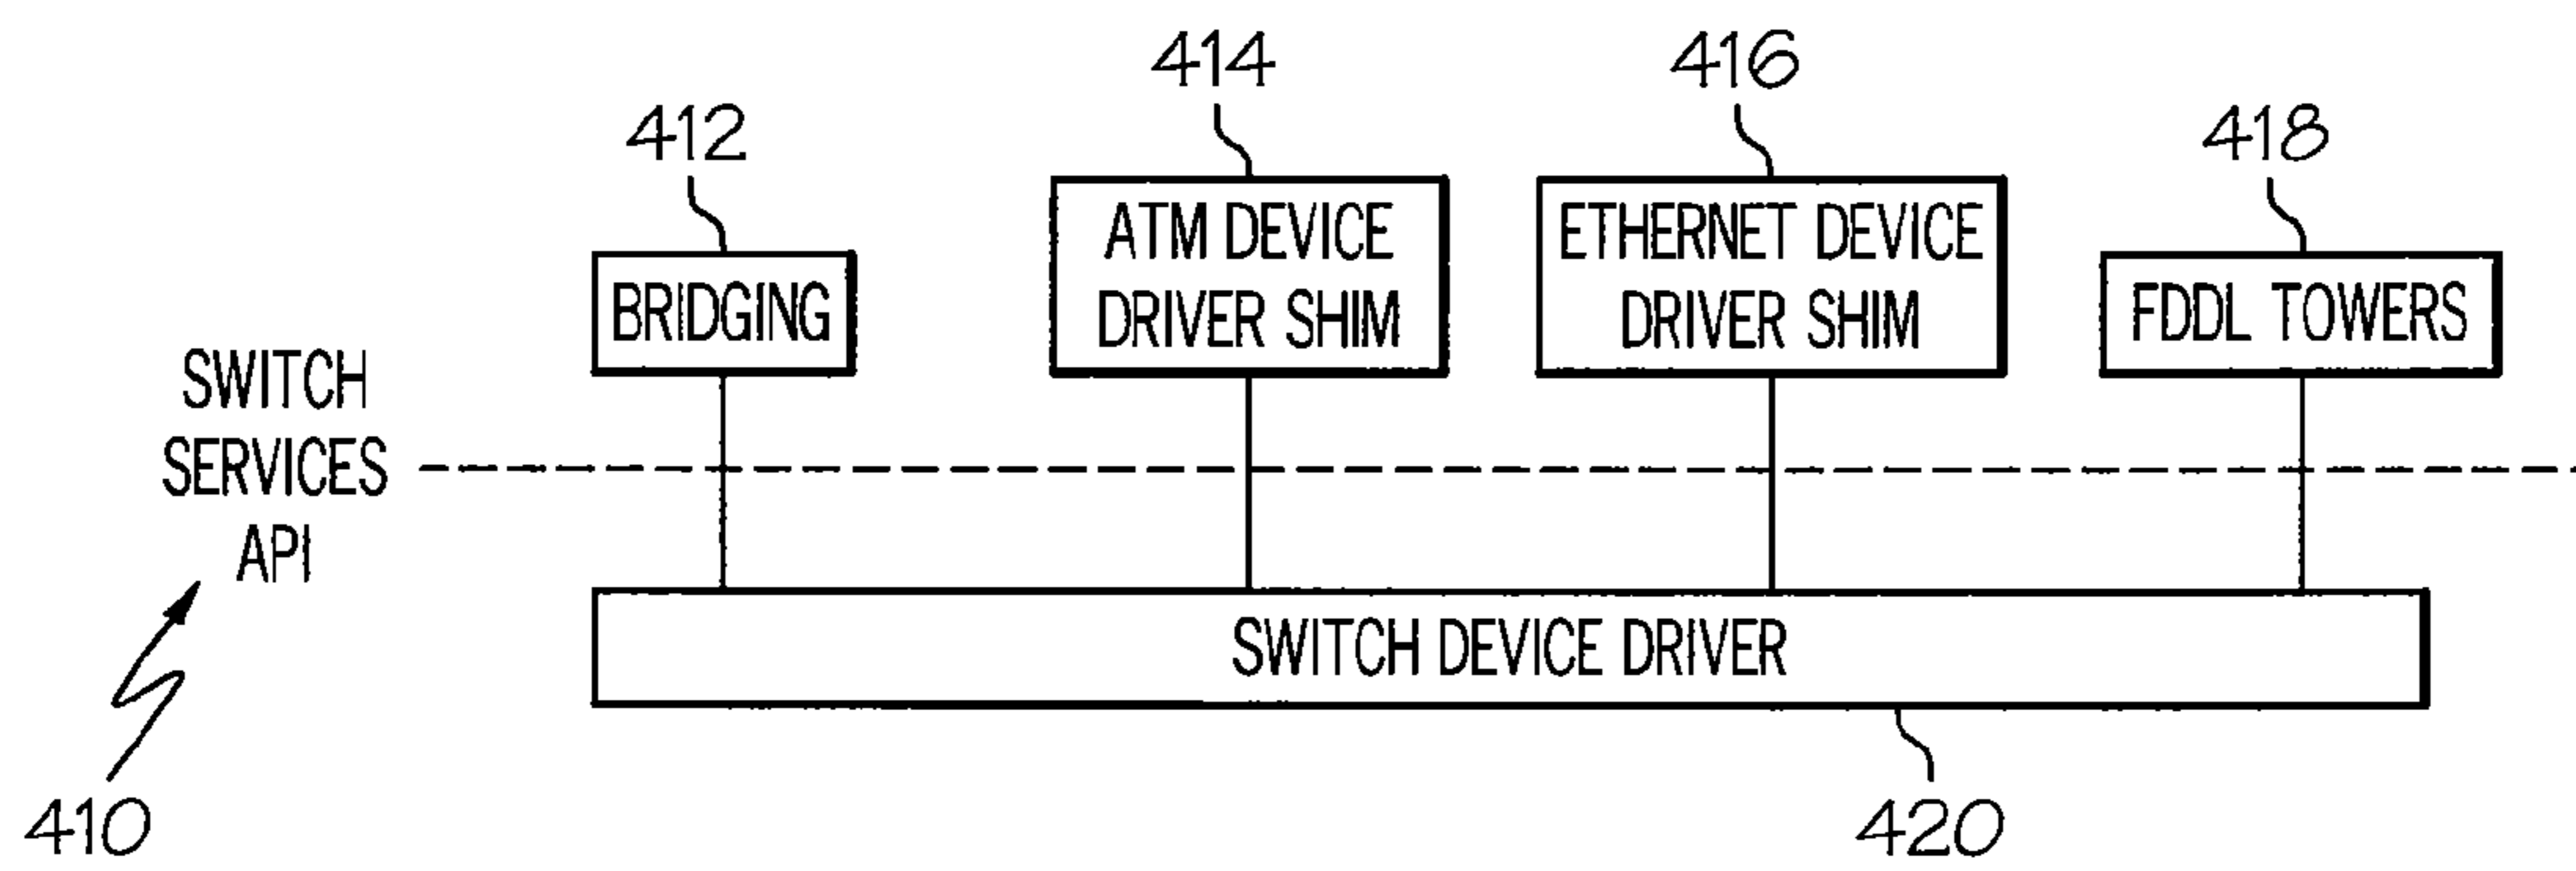 414
416
412
418
ATM DEVICE
DRIVER SHIM
ETHERNET DEVICE
DRIVER SHIM
BRIDGING
FDDL TOWERS
SWITCH
SERVICES
API
SWITCH DEVICE DRIVER
410
420